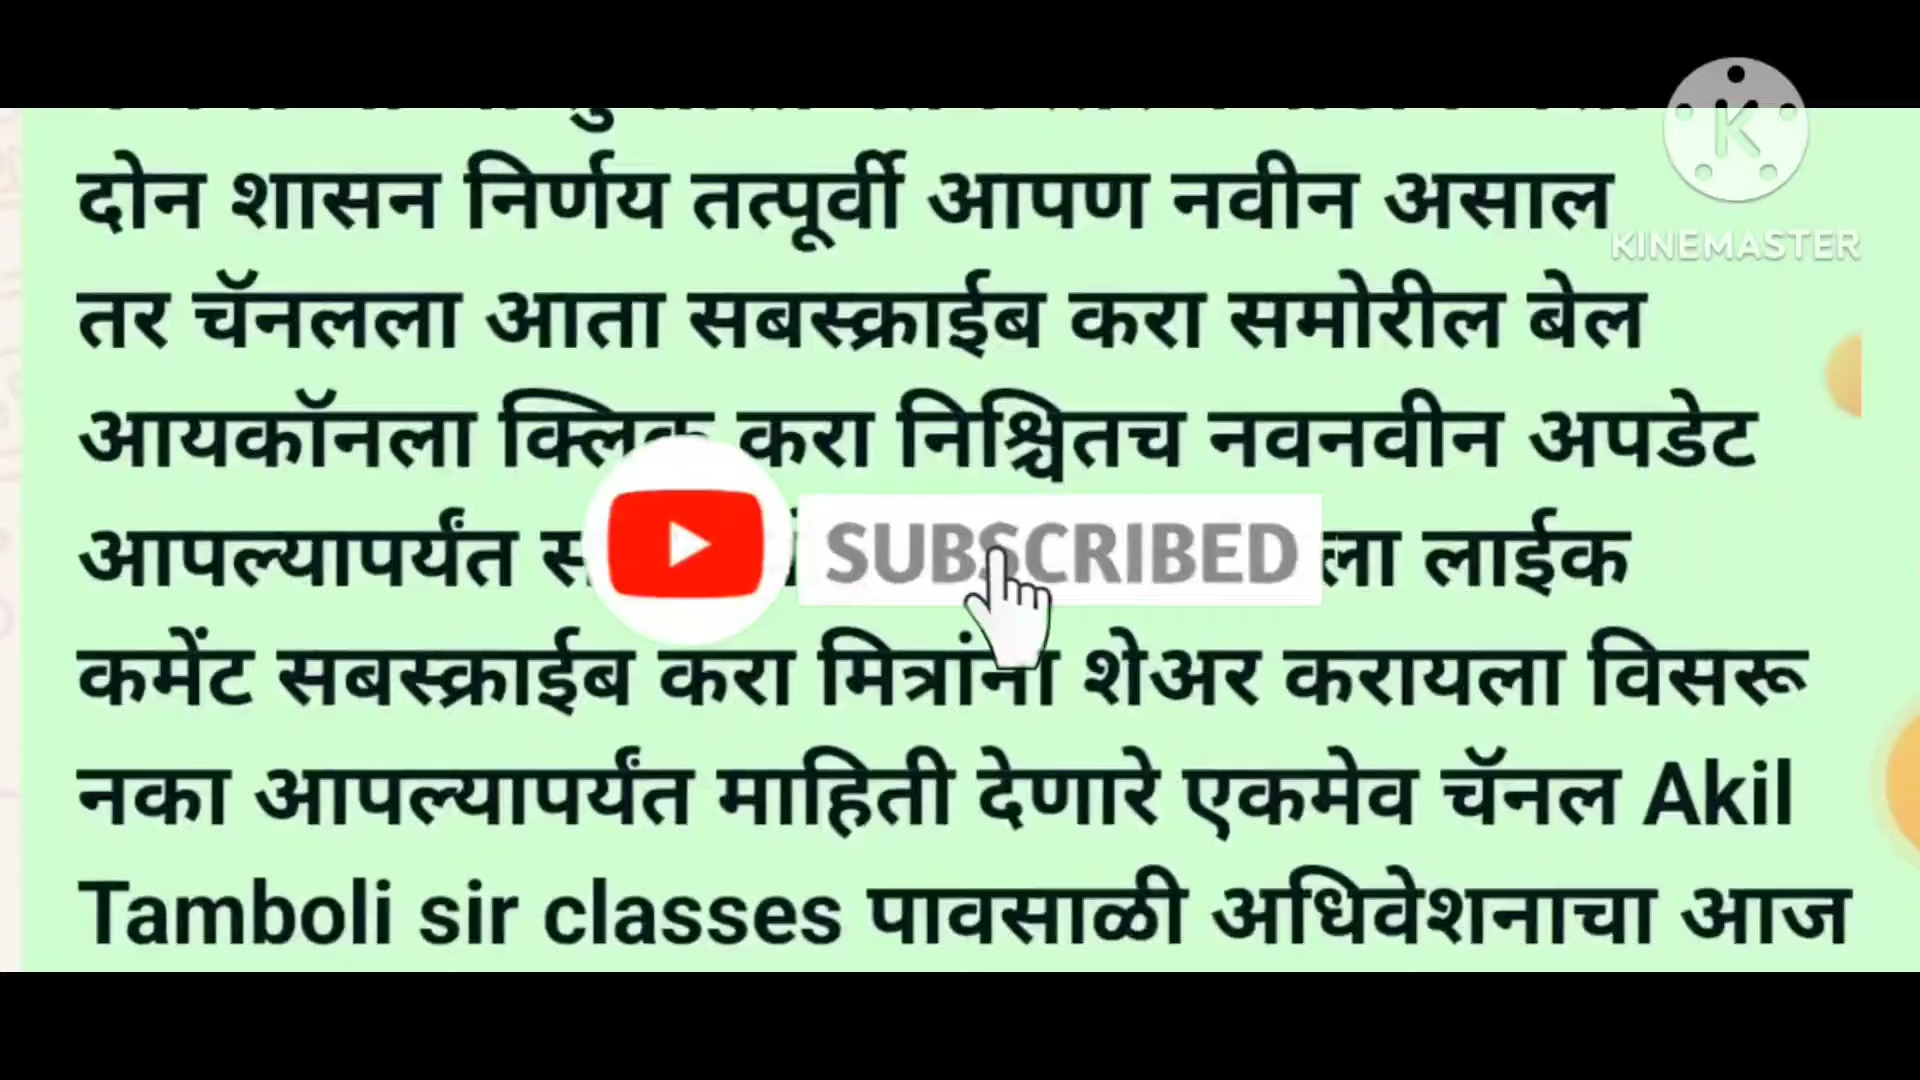 दोन शासन निर्णय तत्पूर्वी आपण नवीन असाल
तर चॅनलला आता सबस्क्राईब करा समोरील बेल
आयकॉनला क्लिक करा निश्चितच नवनवीन अपडेट
आपल्यापर्यंत लाईक
कमेंट सबस्क्राईब करा मित्रांना शेअर करायला विसरू
नका आपल्यापर्यंत माहिती देणारे एकमेव चॅनल Akil
Tamboli sir classes पावसाळी अधिवेशनाचा आज
SUBSCRIBED
K
KINEMASTER